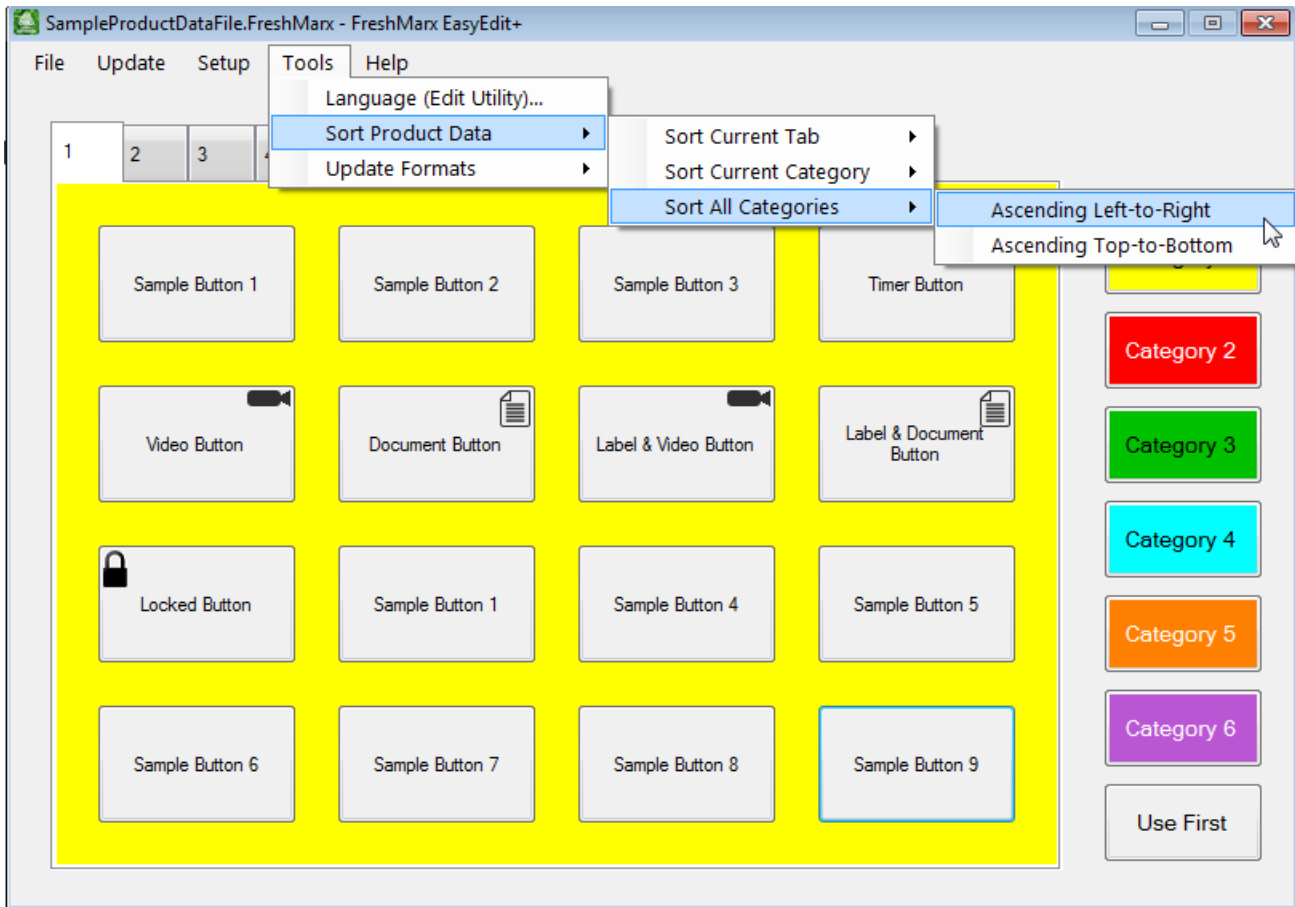 SampleProductDataFile.FreshMarx - FreshMarx EasyEdit+
File Update Setup Tools Help
Language (Edit Utility)...
Sort Product Data
Update Formats
Sort Current Tab
Sort Current Category
Sort All Categories
Ascending Left-to-Right
Ascending Top-to-Bottom
1 2 3
Sample Button 1
Sample Button 2
Sample Button 3
Timer Button
Video Button
Document Button
Label & Video Button
Label & Document
Button
Locked Button
Sample Button 1
Sample Button 4
Sample Button 5
Sample Button 6
Sample Button 7
Sample Button 8
Sample Button 9
Category 2
Category 3
Category 4
Category 5
Category 6
Use First